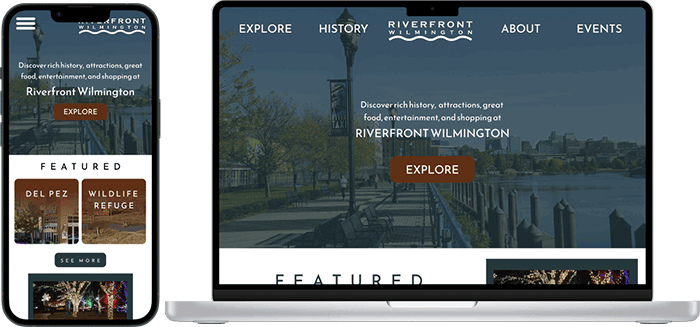 RIVERFRONT
WILMINGTON
Discover rich history, attractions, great
food, entertainment, and shopping at
Riverfront Wilmington
EXPLORE
FEATURED
DEL PEZ
WILDLIFE
REFUGE
SEE MORE
EXPLORE
HISTORY
RIVERFRONT
WILMINGTON
ABOUT
EVENTS
Discover rich history, attractions, great
food, entertainment, and shopping at
RIVERFRONT WILMINGTON
EXPLORE
FEATURED